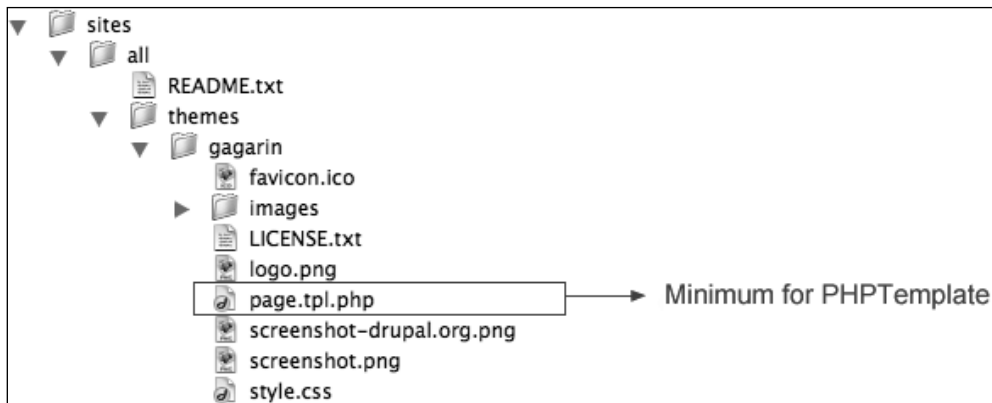 sites
all
README.txt
themes
gagarin
favicon.ico
images
LICENSE.txt
logo.png
page.tpl.php Minimum for PHPTemplate
screenshot-drupal.org.png
screenshot.png
style.css